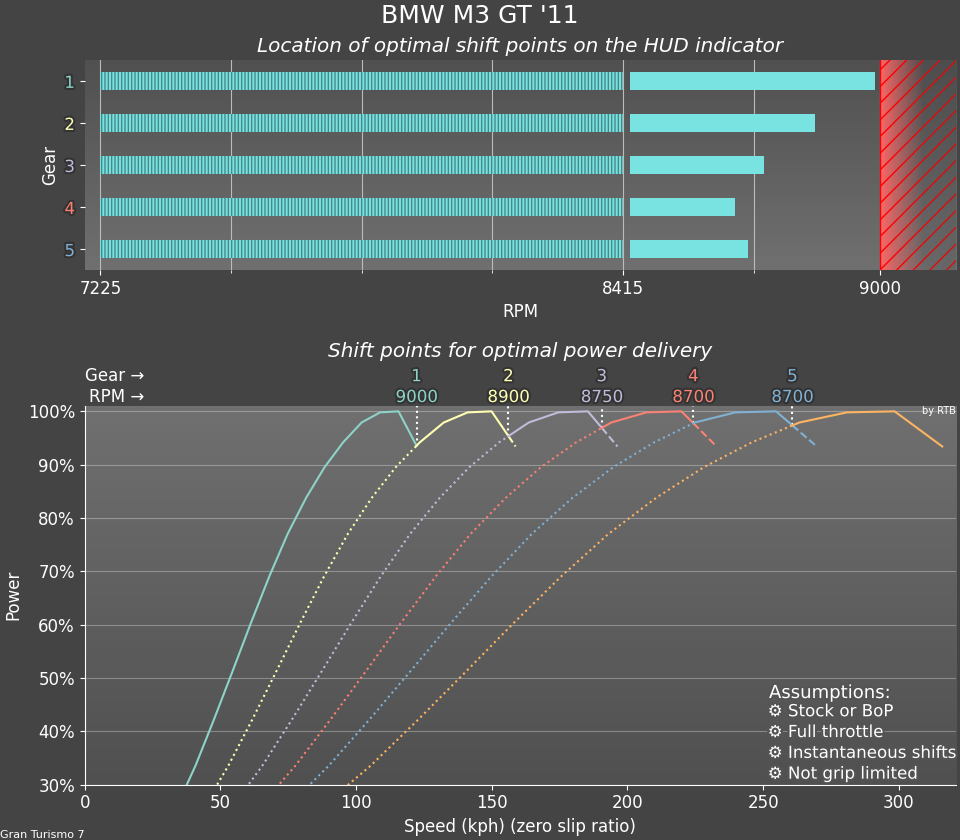 BMW M3 GT '11
Location of optimal shift points on the HUD indicator
Gear
1
2
3
4
5
7225 8415 9000
RPM
Shift points for optimal power delivery
Gear → 1 2 3 4 5
RPM → 9000 8900 8750 8700 8700
by RTB
Power
100%
90%
80%
70%
60%
50%
40%
30%
Assumptions:
⚙ Stock or BoP
⚙ Full throttle
⚙ Instantaneous shifts
⚙ Not grip limited
0 50 100 150 200 250 300
Speed (kph) (zero slip ratio)
Gran Turismo 7